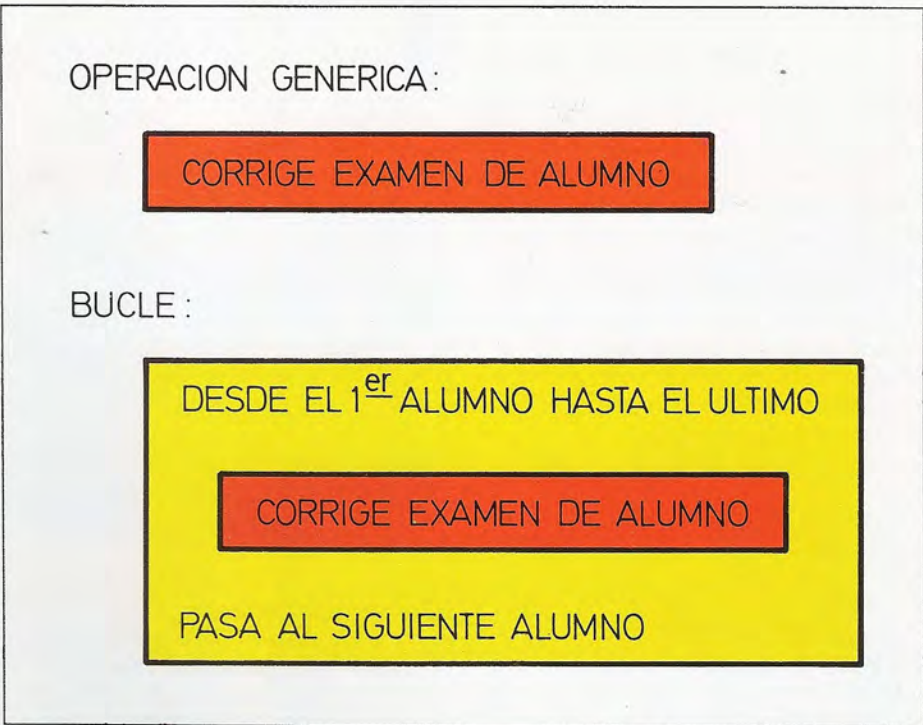 OPERACION GENERICA:
CORRIGE EXAMEN DE ALUMNO
BUCLE:
DESDE EL 1er ALUMNO HASTA EL ULTIMO
CORRIGE EXAMEN DE ALUMNO
PASA AL SIGUIENTE ALUMNO